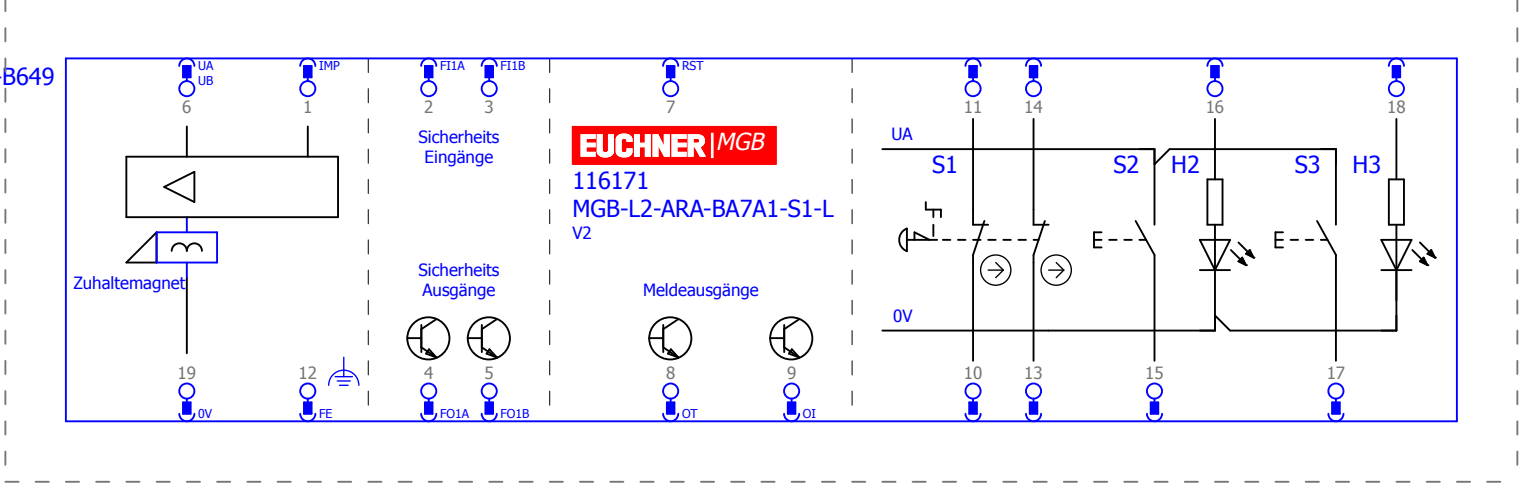 -B649
UA
UB
IMP
FI1A
FI1B
RST
6
1
2
3
7
11
14
16
18
Sicherheits
Eingänge
EUCHNER|MGB
116171
MGB-L2-ARA-BA7A1-S1-L
V2
UA
S1
S2
H2
S3
H3
Zuhaltemagnet
Sicherheits
Ausgänge
Meldeausgänge
0V
19
12
4
5
8
9
10
13
15
17
0V
FE
FO1A
FO1B
OT
OI